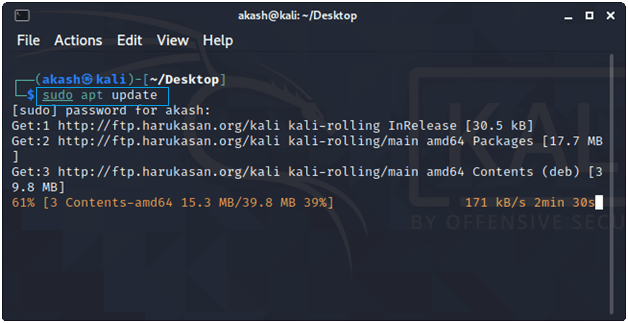 akash@kali: ~/Desktop
File Actions Edit View Help
(akash㉿kali)-[~/Desktop]
$ sudo apt update
[sudo] password for akash:
Get:1 http://ftp.harukasan.org/kali kali-rolling InRelease [30.5 kB]
Get:2 http://ftp.harukasan.org/kali kali-rolling/main amd64 Packages [17.7 MB
]
Get:3 http://ftp.harukasan.org/kali kali-rolling/main amd64 Contents (deb) [3
9.8 MB]
61% [3 Contents-amd64 15.3 MB/39.8 MB 39%] 171 kB/s 2min 30s
KAL
BY OFFENSIVE SECU